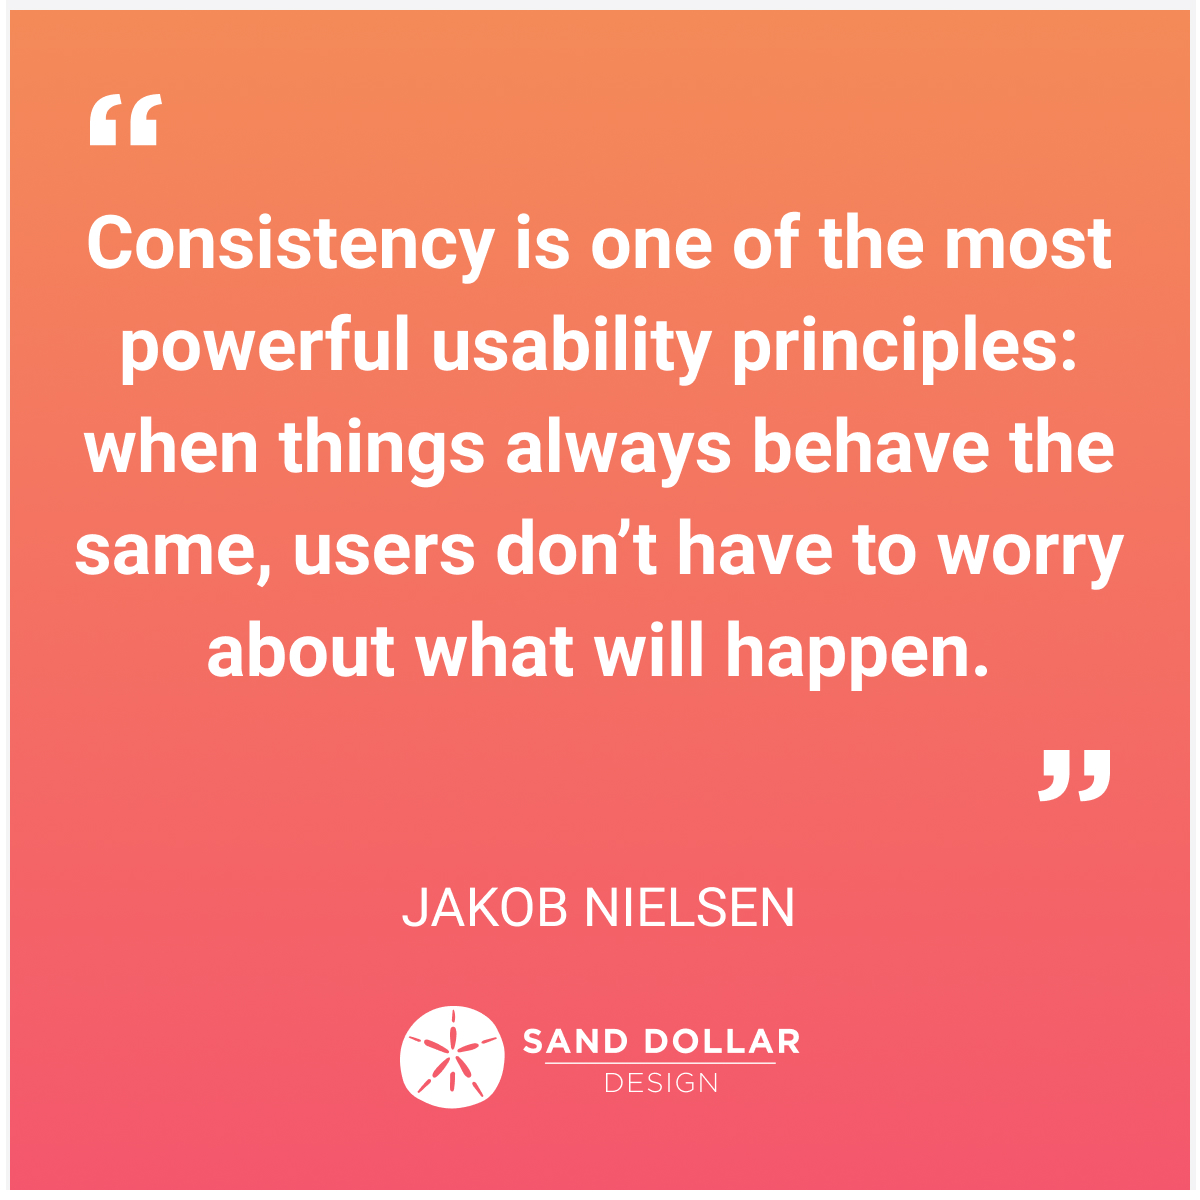 “
Consistency is one of the most
powerful usability principles:
when things always behave the
same, users don’t have to worry
about what will happen.
”
JAKOB NIELSEN
SAND DOLLAR
DESIGN